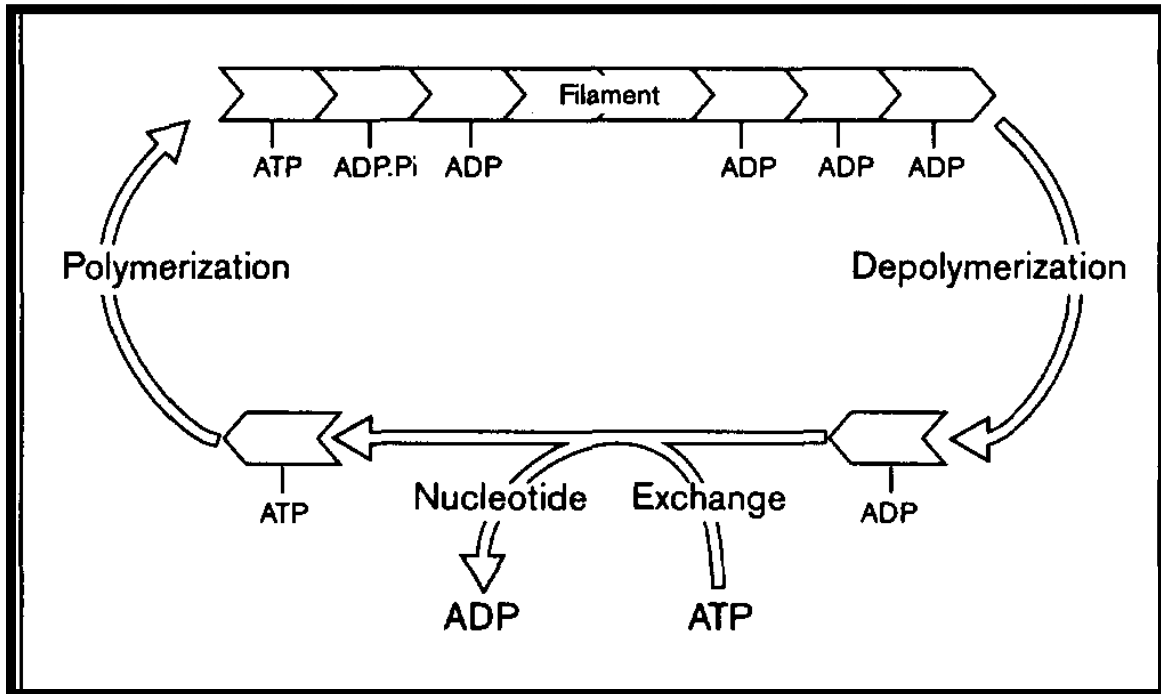 Filament
ATP ADP.Pi ADP ADP ADP ADP
Polymerization Depolymerization
ATP Nucleotide Exchange ADP
ADP ATP